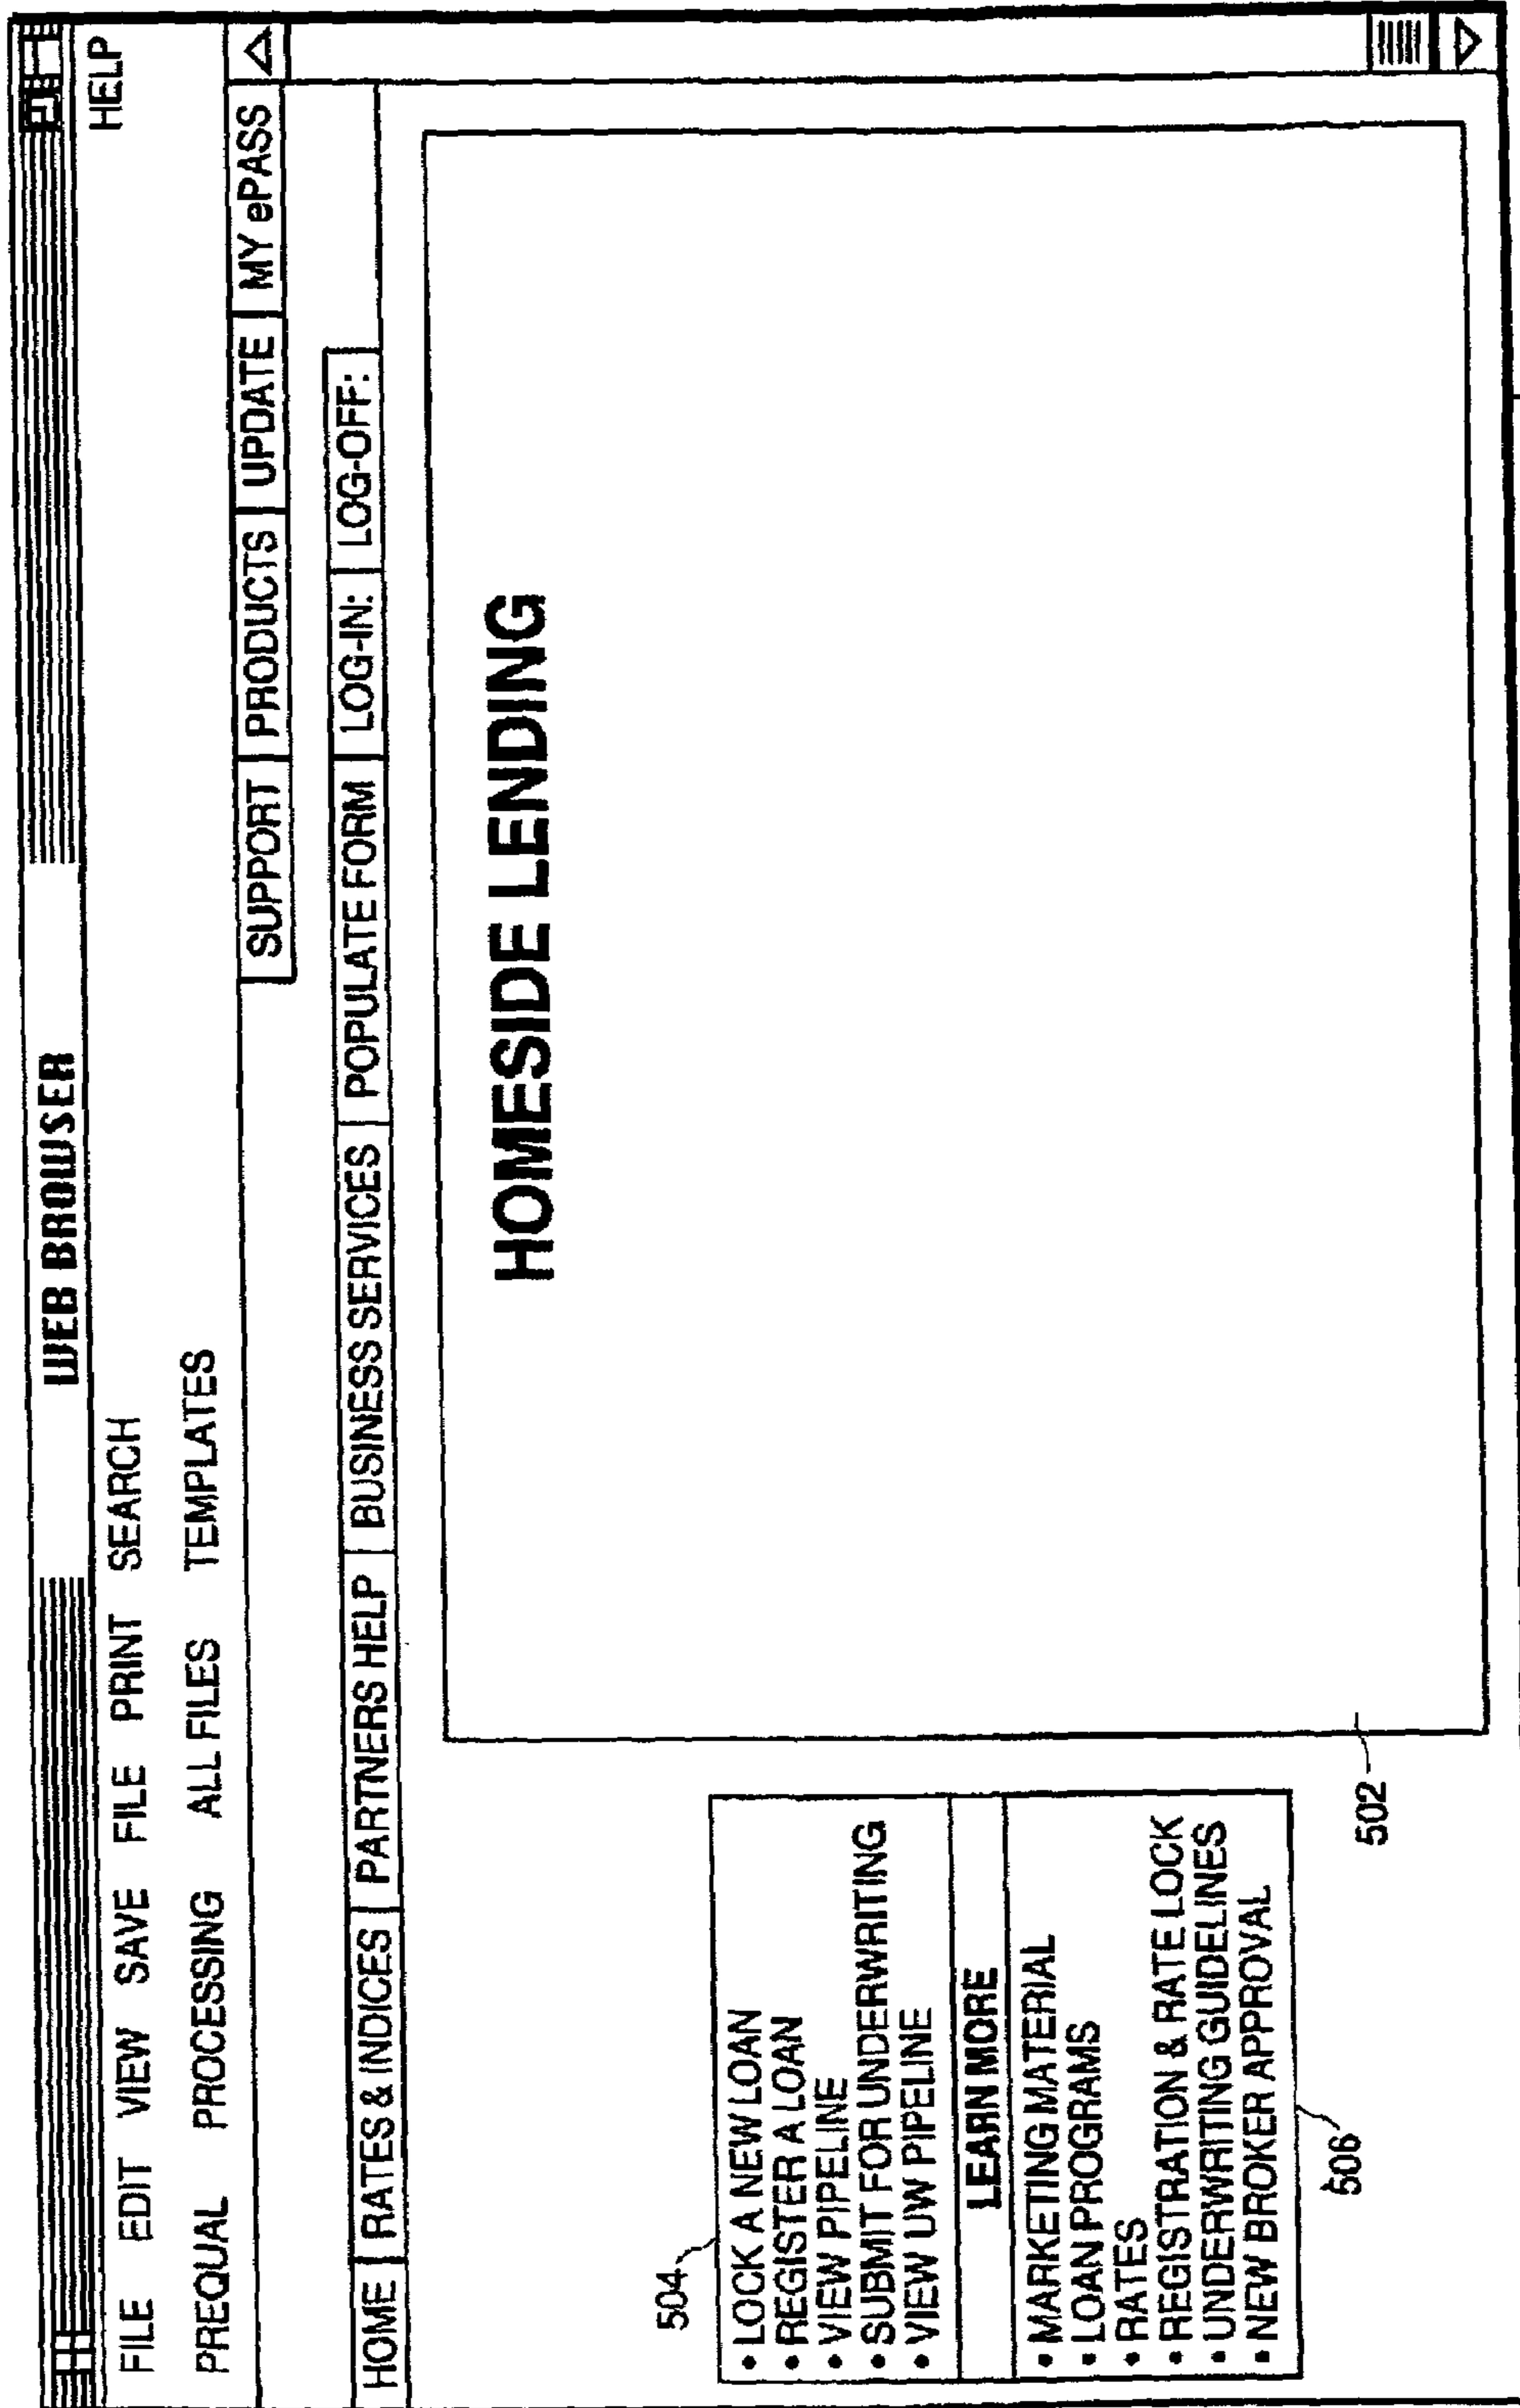 WEB BROWSER
FILE EDIT VIEW SAVE FILE PRINT SEARCH HELP
PREQUAL PROCESSING ALL FILES TEMPLATES
SUPPORT | PRODUCTS | UPDATE | MY ePASS
HOME | RATES & INDICES | PARTNERS HELP | BUSINESS SERVICES | POPULATE FORM | LOG-IN: | LOG-OFF:
HOMESIDE LENDING
504
• LOCK A NEW LOAN
• REGISTER A LOAN
• VIEW PIPELINE
• SUBMIT FOR UNDERWRITING
• VIEW UW PIPELINE
LEARN MORE
• MARKETING MATERIAL
• LOAN PROGRAMS
• RATES
• REGISTRATION & RATE LOCK
• UNDERWRITING GUIDELINES
• NEW BROKER APPROVAL
506
502